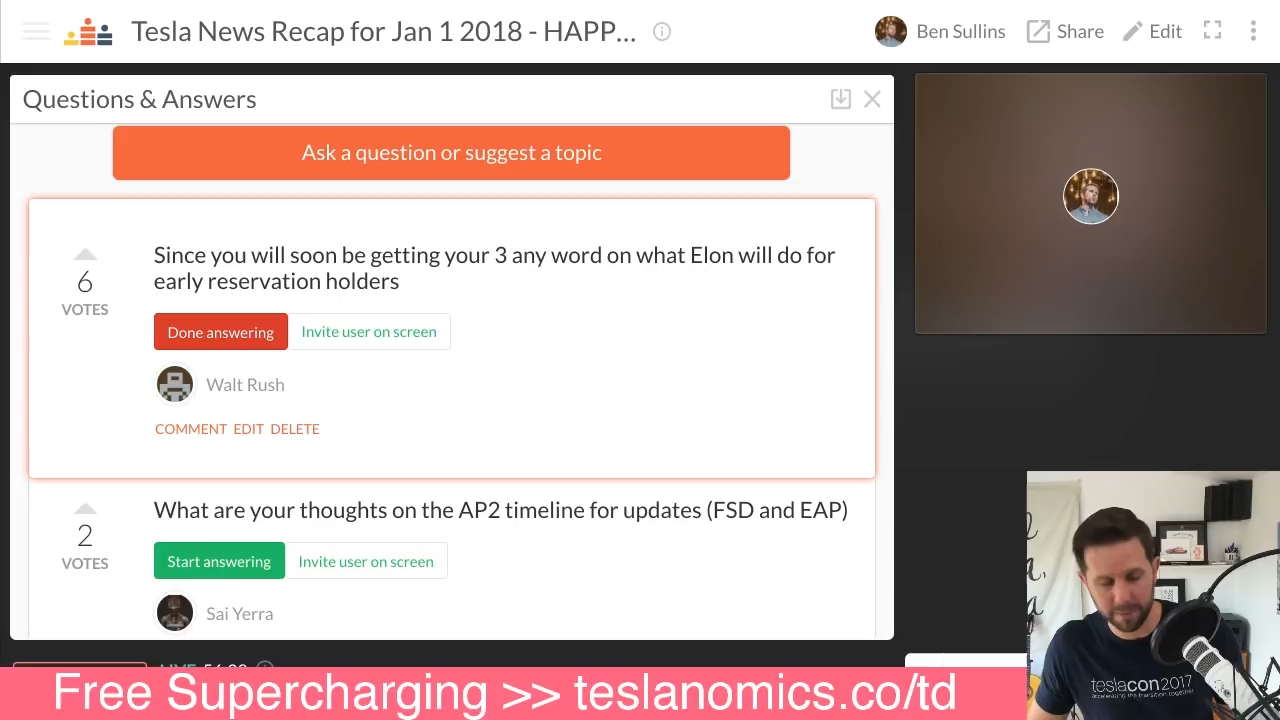 Tesla News Recap for Jan 1 2018 - HAPP...
Ben Sullins
Share
Edit
Questions & Answers
Ask a question or suggest a topic
6
VOTES
Since you will soon be getting your 3 any word on what Elon will do for
early reservation holders
Done answering
Invite user on screen
Walt Rush
COMMENT EDIT DELETE
2
VOTES
What are your thoughts on the AP2 timeline for updates (FSD and EAP)
Start answering
Invite user on screen
Sai Yerra
Free Supercharging >> teslanomics.co/td
teslacon2017
accelerating the transition together